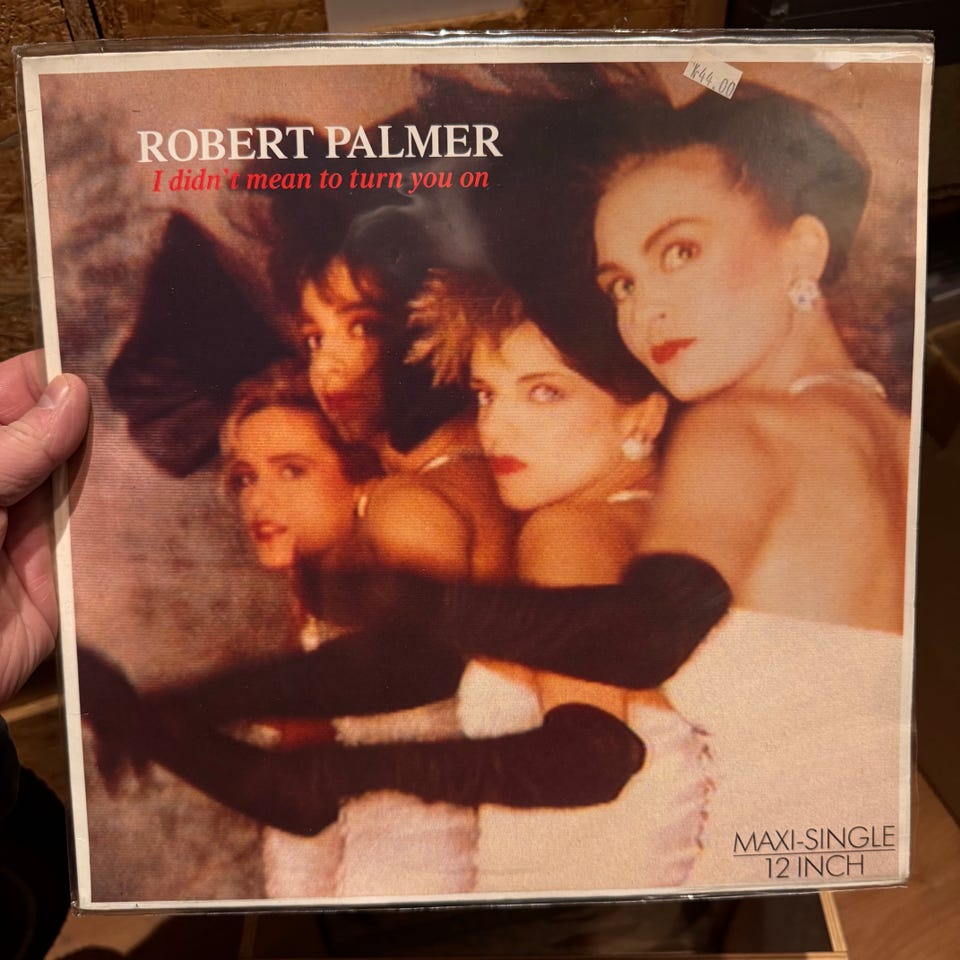 ¥44.00
ROBERT PALMER
I didn't mean to turn you on
MAXI-SINGLE
12 INCH